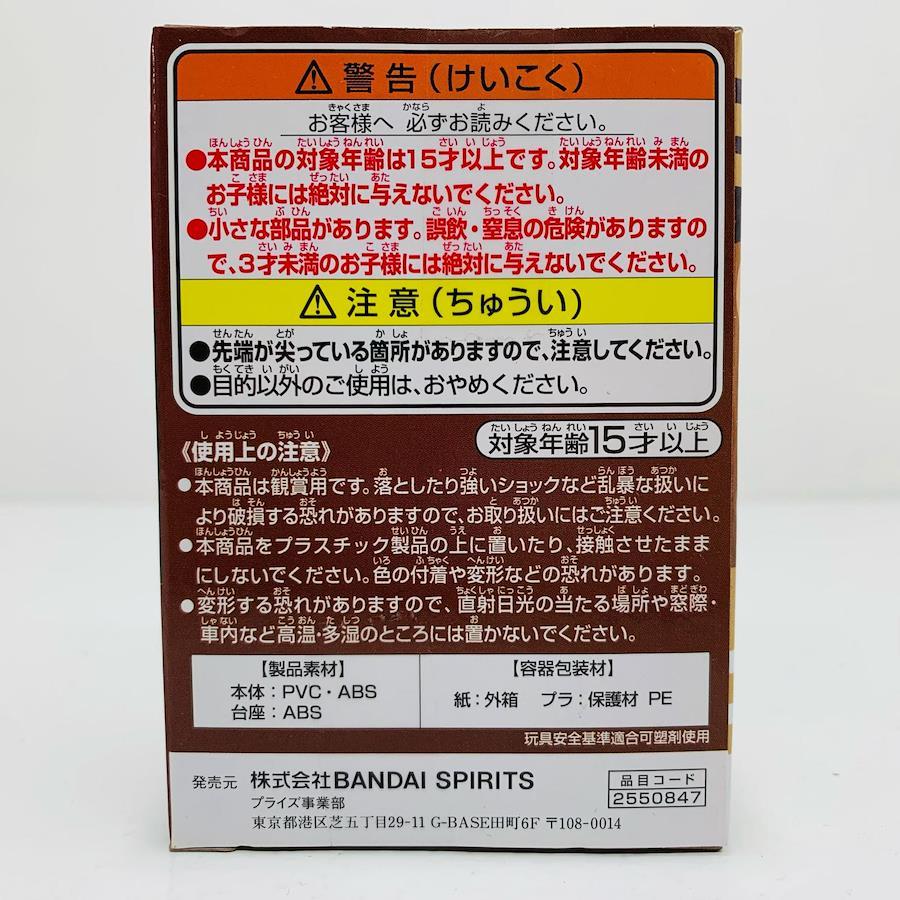 ⚠警告(けいこく)
お客様へ 必ずお読みください。
●本商品の対象年齢は15才以上です。対象年齢未満の
お子様には絶対に与えないでください。
●小さな部品があります。誤飲・窒息の危険がありますの
で、3才未満のお子様には絶対に与えないでください。
⚠注意(ちゅうい)
●先端が尖っている箇所がありますので、注意してください。
●目的以外のご使用は、おやめください。
対象年齢15才以上
《使用上の注意》
●本商品は観賞用です。落としたり強いショックなど乱暴な扱いに
より破損する恐れがありますので、お取り扱いにはご注意ください。
●本商品をプラスチック製品の上に置いたり、接触させたまま
にしないでください。色の付着や変形などの恐れがあります。
●変形する恐れがありますので、直射日光の当たる場所や窓際・
車内など高温・多湿のところには置かないでください。
【製品素材】
本体:PVC・ABS
台座:ABS
【容器包装材】
紙:外箱 プラ:保護材 PE
玩具安全基準適合可塑剤使用
発売元 株式会社BANDAI SPIRITS
プライズ事業部
東京都港区芝五丁目29-11 G-BASE田町6F 〒108-0014
品目コード
2550847